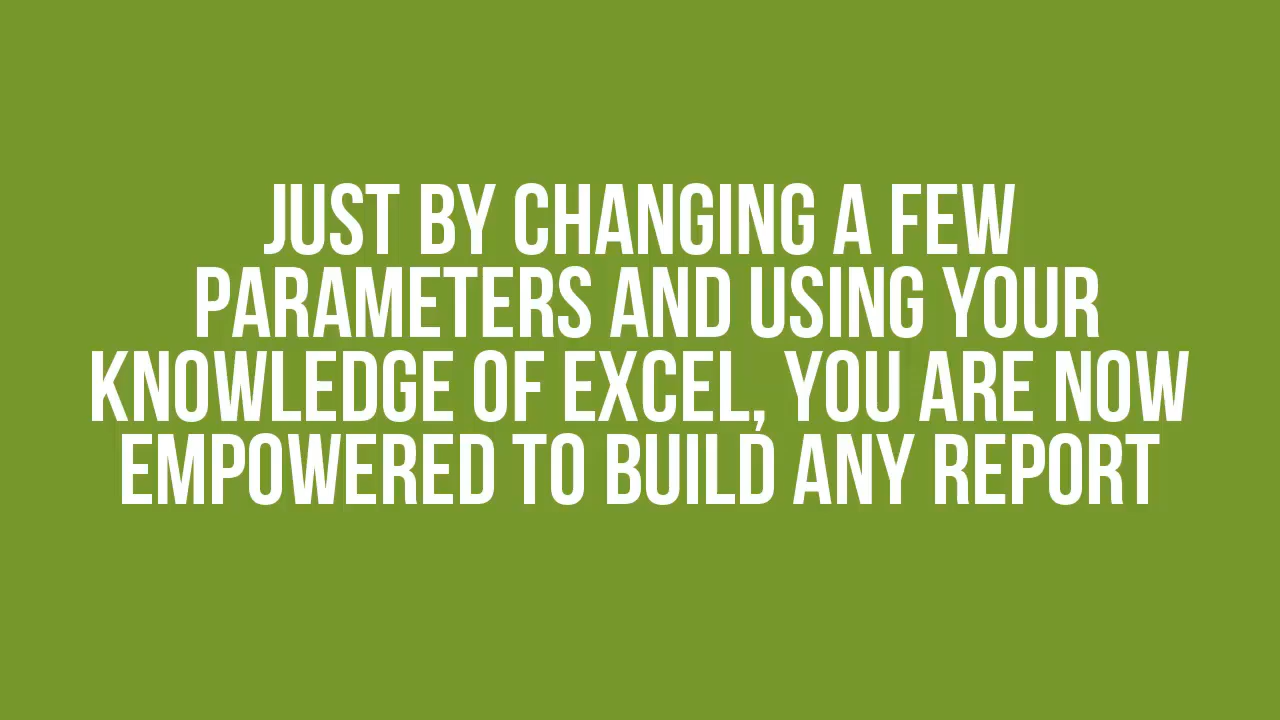 JUST BY CHANGING A FEW
PARAMETERS AND USING YOUR
KNOWLEDGE OF EXCEL, YOU ARE NOW
EMPOWERED TO BUILD ANY REPORT